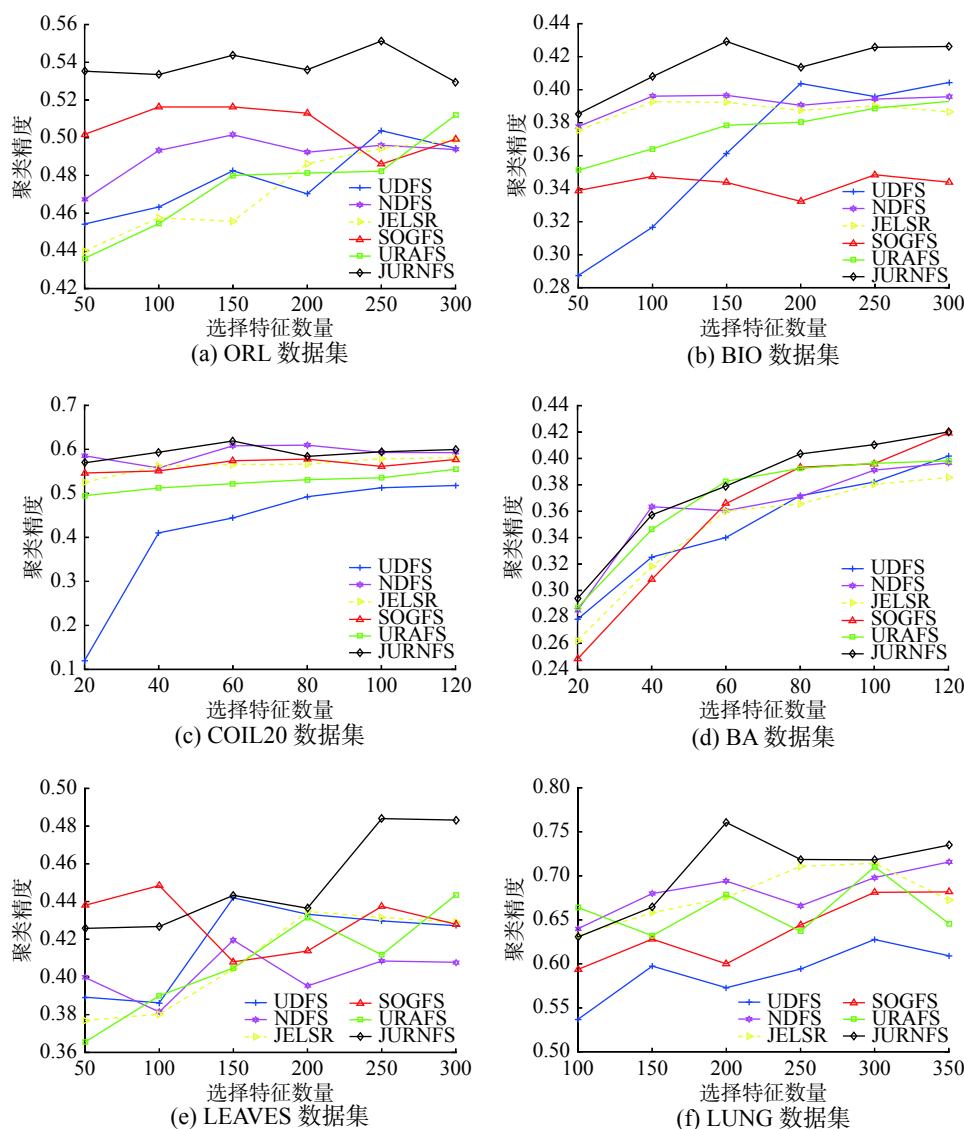 0.56
0.54
0.52
0.50
0.48
0.46
0.44
0.42
聚类精度
UDFS
NDFS
JELSR
SOGFS
URAFS
JURNFS
50 100 150 200 250 300
选择特征数量
(a) ORL 数据集
0.44
0.42
0.40
0.38
0.36
0.34
0.32
0.30
0.28
聚类精度
UDFS
NDFS
JELSR
SOGFS
URAFS
JURNFS
50 100 150 200 250 300
选择特征数量
(b) BIO 数据集
0.7
0.6
0.5
0.4
0.3
0.2
0.1
聚类精度
UDFS
NDFS
JELSR
SOGFS
URAFS
JURNFS
20 40 60 80 100 120
选择特征数量
(c) COIL20 数据集
0.44
0.42
0.40
0.38
0.36
0.34
0.32
0.30
0.28
0.26
0.24
聚类精度
UDFS
NDFS
JELSR
SOGFS
URAFS
JURNFS
20 40 60 80 100 120
选择特征数量
(d) BA 数据集
0.50
0.48
0.46
0.44
0.42
0.40
0.38
0.36
聚类精度
UDFS SOGFS
NDFS URAFS
JELSR JURNFS
50 100 150 200 250 300
选择特征数量
(e) LEAVES 数据集
0.80
0.75
0.70
0.65
0.60
0.55
0.50
聚类精度
UDFS SOGFS
NDFS URAFS
JELSR JURNFS
100 150 200 250 300 350
选择特征数量
(f) LUNG 数据集